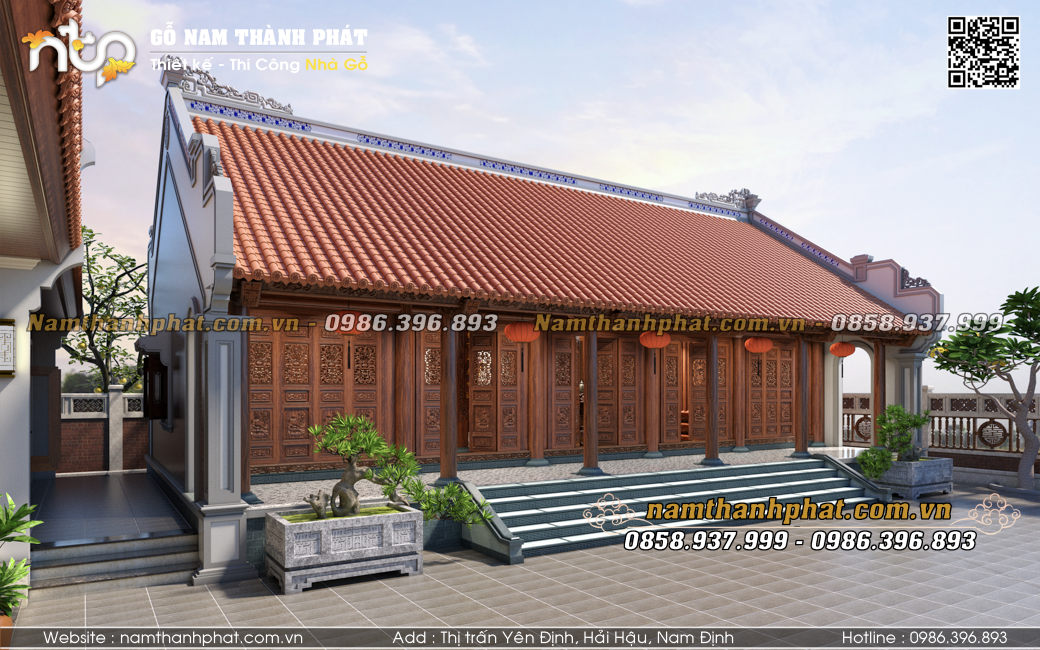 ntp
GỖ NAM THÀNH PHÁT
Thiết kế - Thi Công Nhà Gỗ
Namthanhphat.com.vn - 0986.396.893
Namthanhphat.com.vn - 0858.937.999
namthanhphat.com.vn
0858.937.999 - 0986.396.893
Website : namthanhphat.com.vn
Add : Thị trấn Yên Định, Hải Hậu, Nam Định
Hotline : 0986.396.893